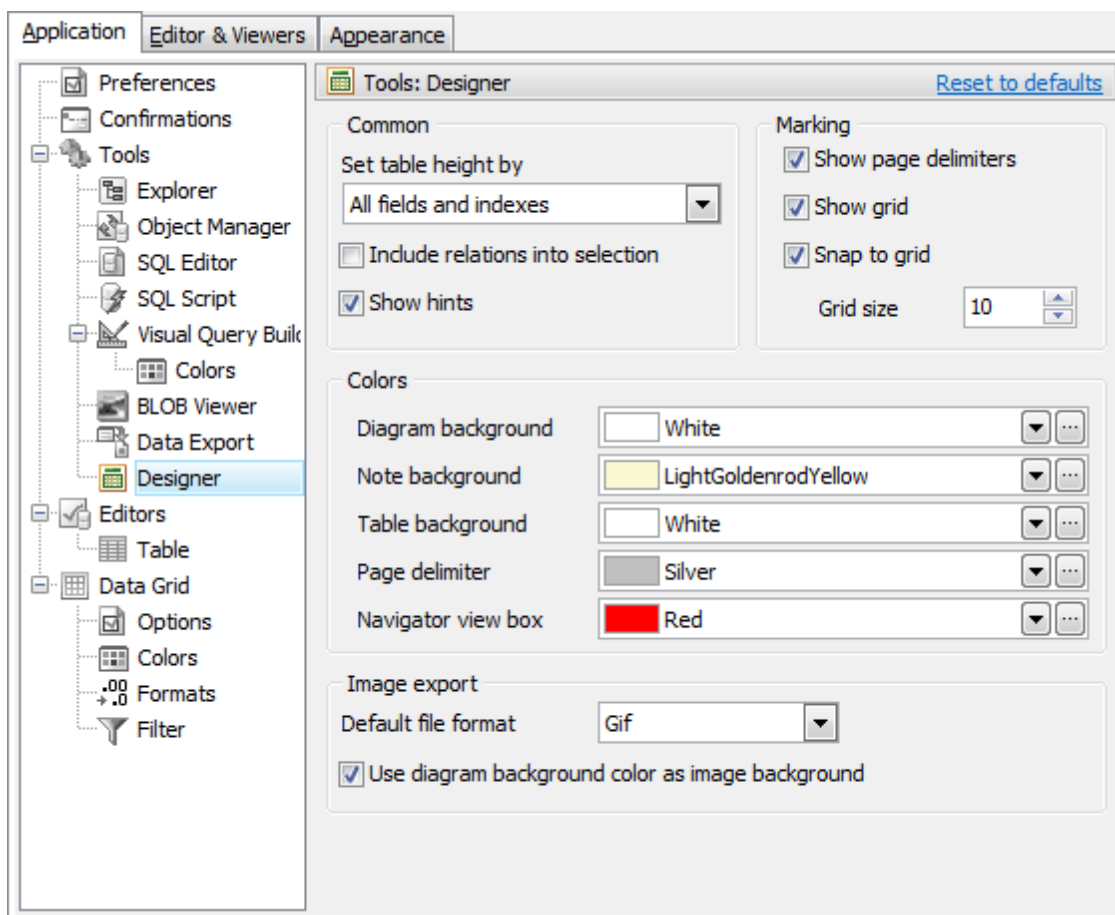 Application Editor & Viewers Appearance
Preferences
Confirmations
Tools
Explorer
Object Manager
SQL Editor
SQL Script
Visual Query Builc
Colors
BLOB Viewer
Data Export
Designer
Editors
Table
Data Grid
Options
Colors
.00
.0
Formats
Filter
Tools: Designer Reset to defaults
Common
Set table height by
All fields and indexes
Include relations into selection
Show hints
Marking
Show page delimiters
Show grid
Snap to grid
Grid size 10
Colors
Diagram background White
Note background LightGoldenrodYellow
Table background White
Page delimiter Silver
Navigator view box Red
Image export
Default file format Gif
Use diagram background color as image background